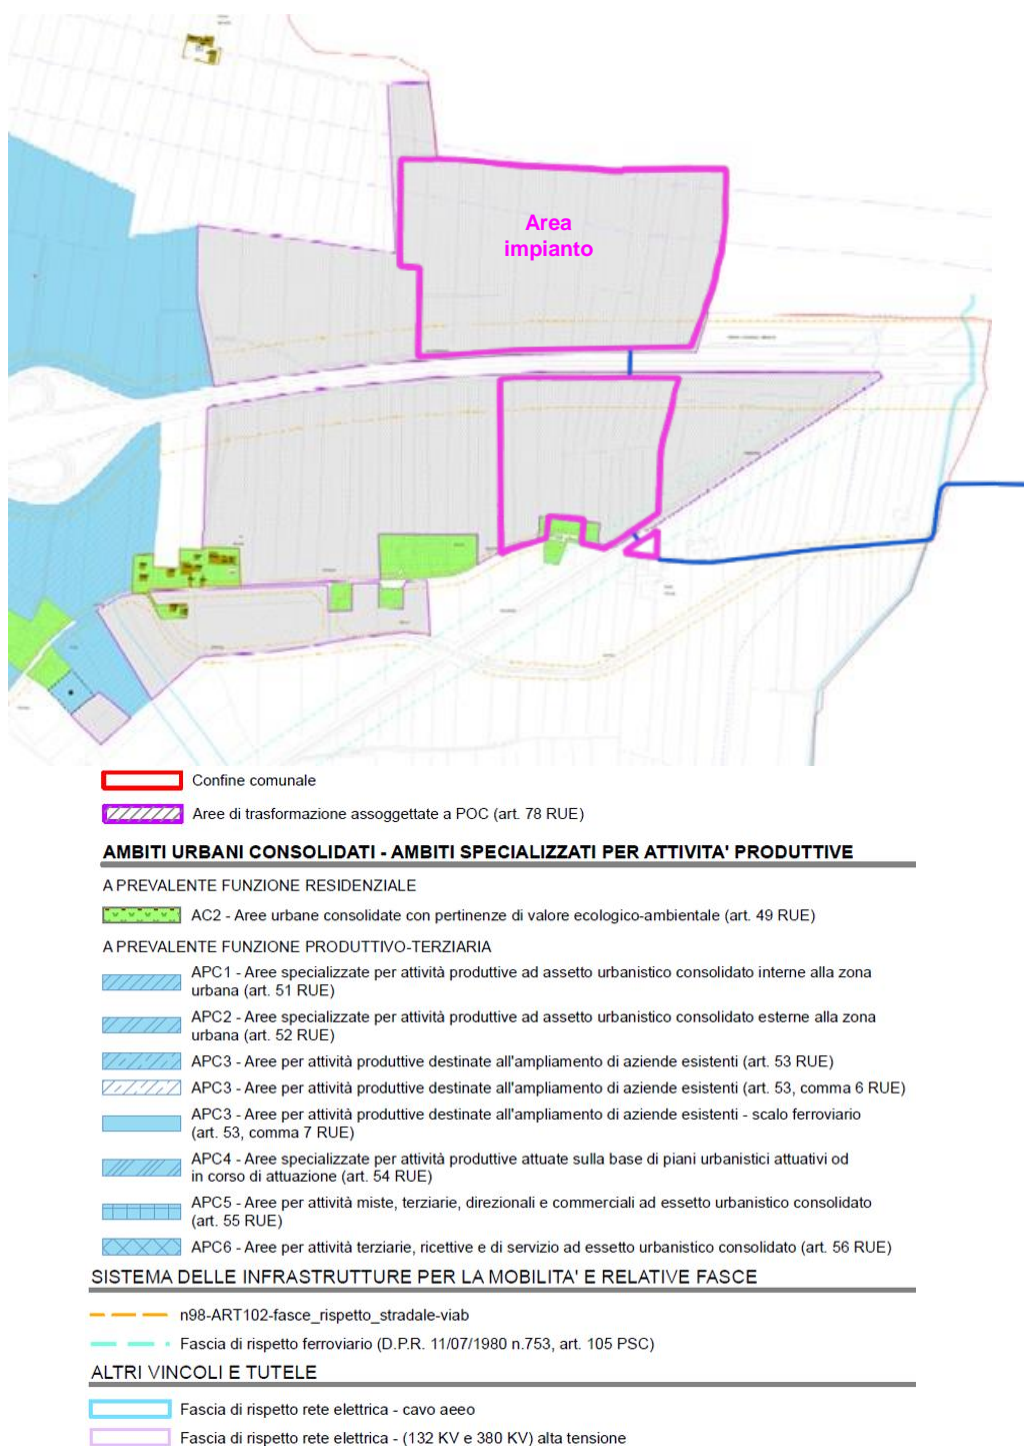 Area
impianto
Confine comunale
Aree di trasformazione assoggettate a POC (art. 78 RUE)
AMBITI URBANI CONSOLIDATI - AMBITI SPECIALIZZATI PER ATTIVITA' PRODUTTIVE
A PREVALENTE FUNZIONE RESIDENZIALE
AC2 - Aree urbane consolidate con pertinenze di valore ecologico-ambientale (art. 49 RUE)
A PREVALENTE FUNZIONE PRODUTTIVO-TERZIARIA
APC1 - Aree specializzate per attività produttive ad assetto urbanistico consolidato interne alla zona
urbana (art. 51 RUE)
APC2 - Aree specializzate per attività produttive ad assetto urbanistico consolidato esterne alla zona
urbana (art. 52 RUE)
APC3 - Aree per attività produttive destinate all'ampliamento di aziende esistenti (art. 53 RUE)
APC3 - Aree per attività produttive destinate all'ampliamento di aziende esistenti (art. 53, comma 6 RUE)
APC3 - Aree per attività produttive destinate all'ampliamento di aziende esistenti - scalo ferroviario
(art. 53, comma 7 RUE)
APC4 - Aree specializzate per attività produttive attuate sulla base di piani urbanistici attuativi od
in corso di attuazione (art. 54 RUE)
APC5 - Aree per attività miste, terziarie, direzionali e commerciali ad essetto urbanistico consolidato
(art. 55 RUE)
APC6 - Aree per attività terziarie, ricettive e di servizio ad essetto urbanistico consolidato (art. 56 RUE)
SISTEMA DELLE INFRASTRUTTURE PER LA MOBILITA' E RELATIVE FASCE
n98-ART102-fasce_rispetto_stradale-viab
Fascia di rispetto ferroviario (D.P.R. 11/07/1980 n.753, art. 105 PSC)
ALTRI VINCOLI E TUTELE
Fascia di rispetto rete elettrica - cavo aeeo
Fascia di rispetto rete elettrica - (132 KV e 380 KV) alta tensione